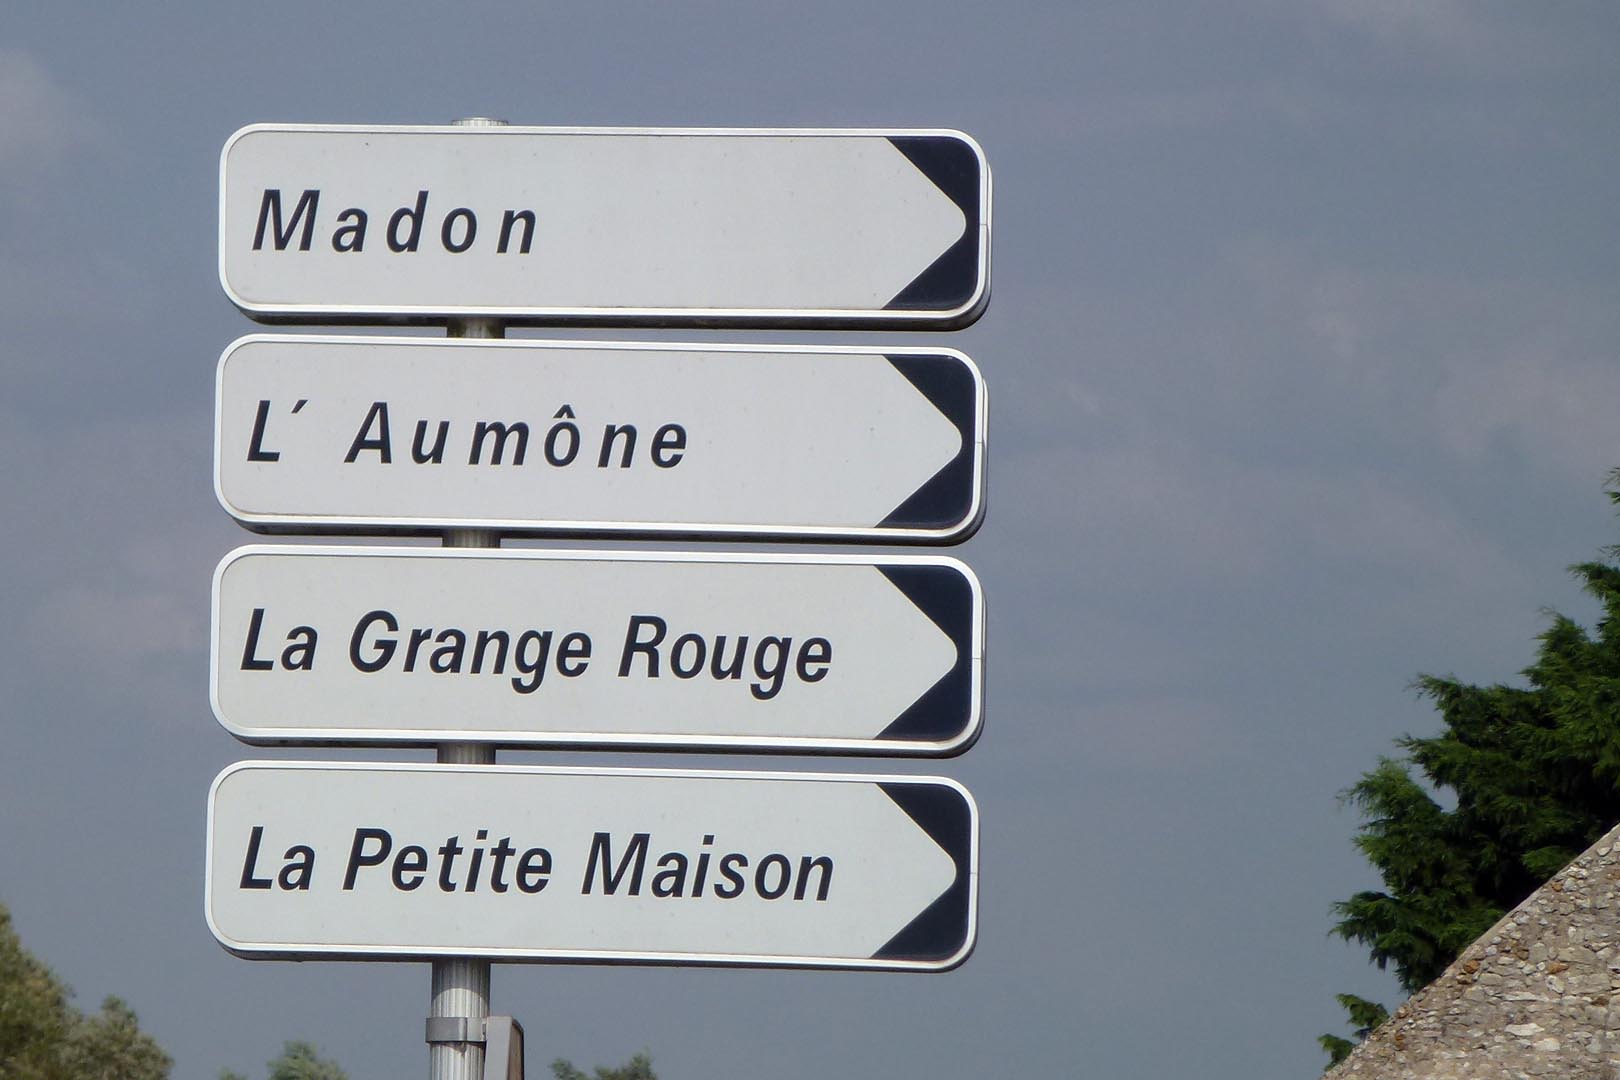 Madon
L´ Aumône
La Grange Rouge
La Petite Maison